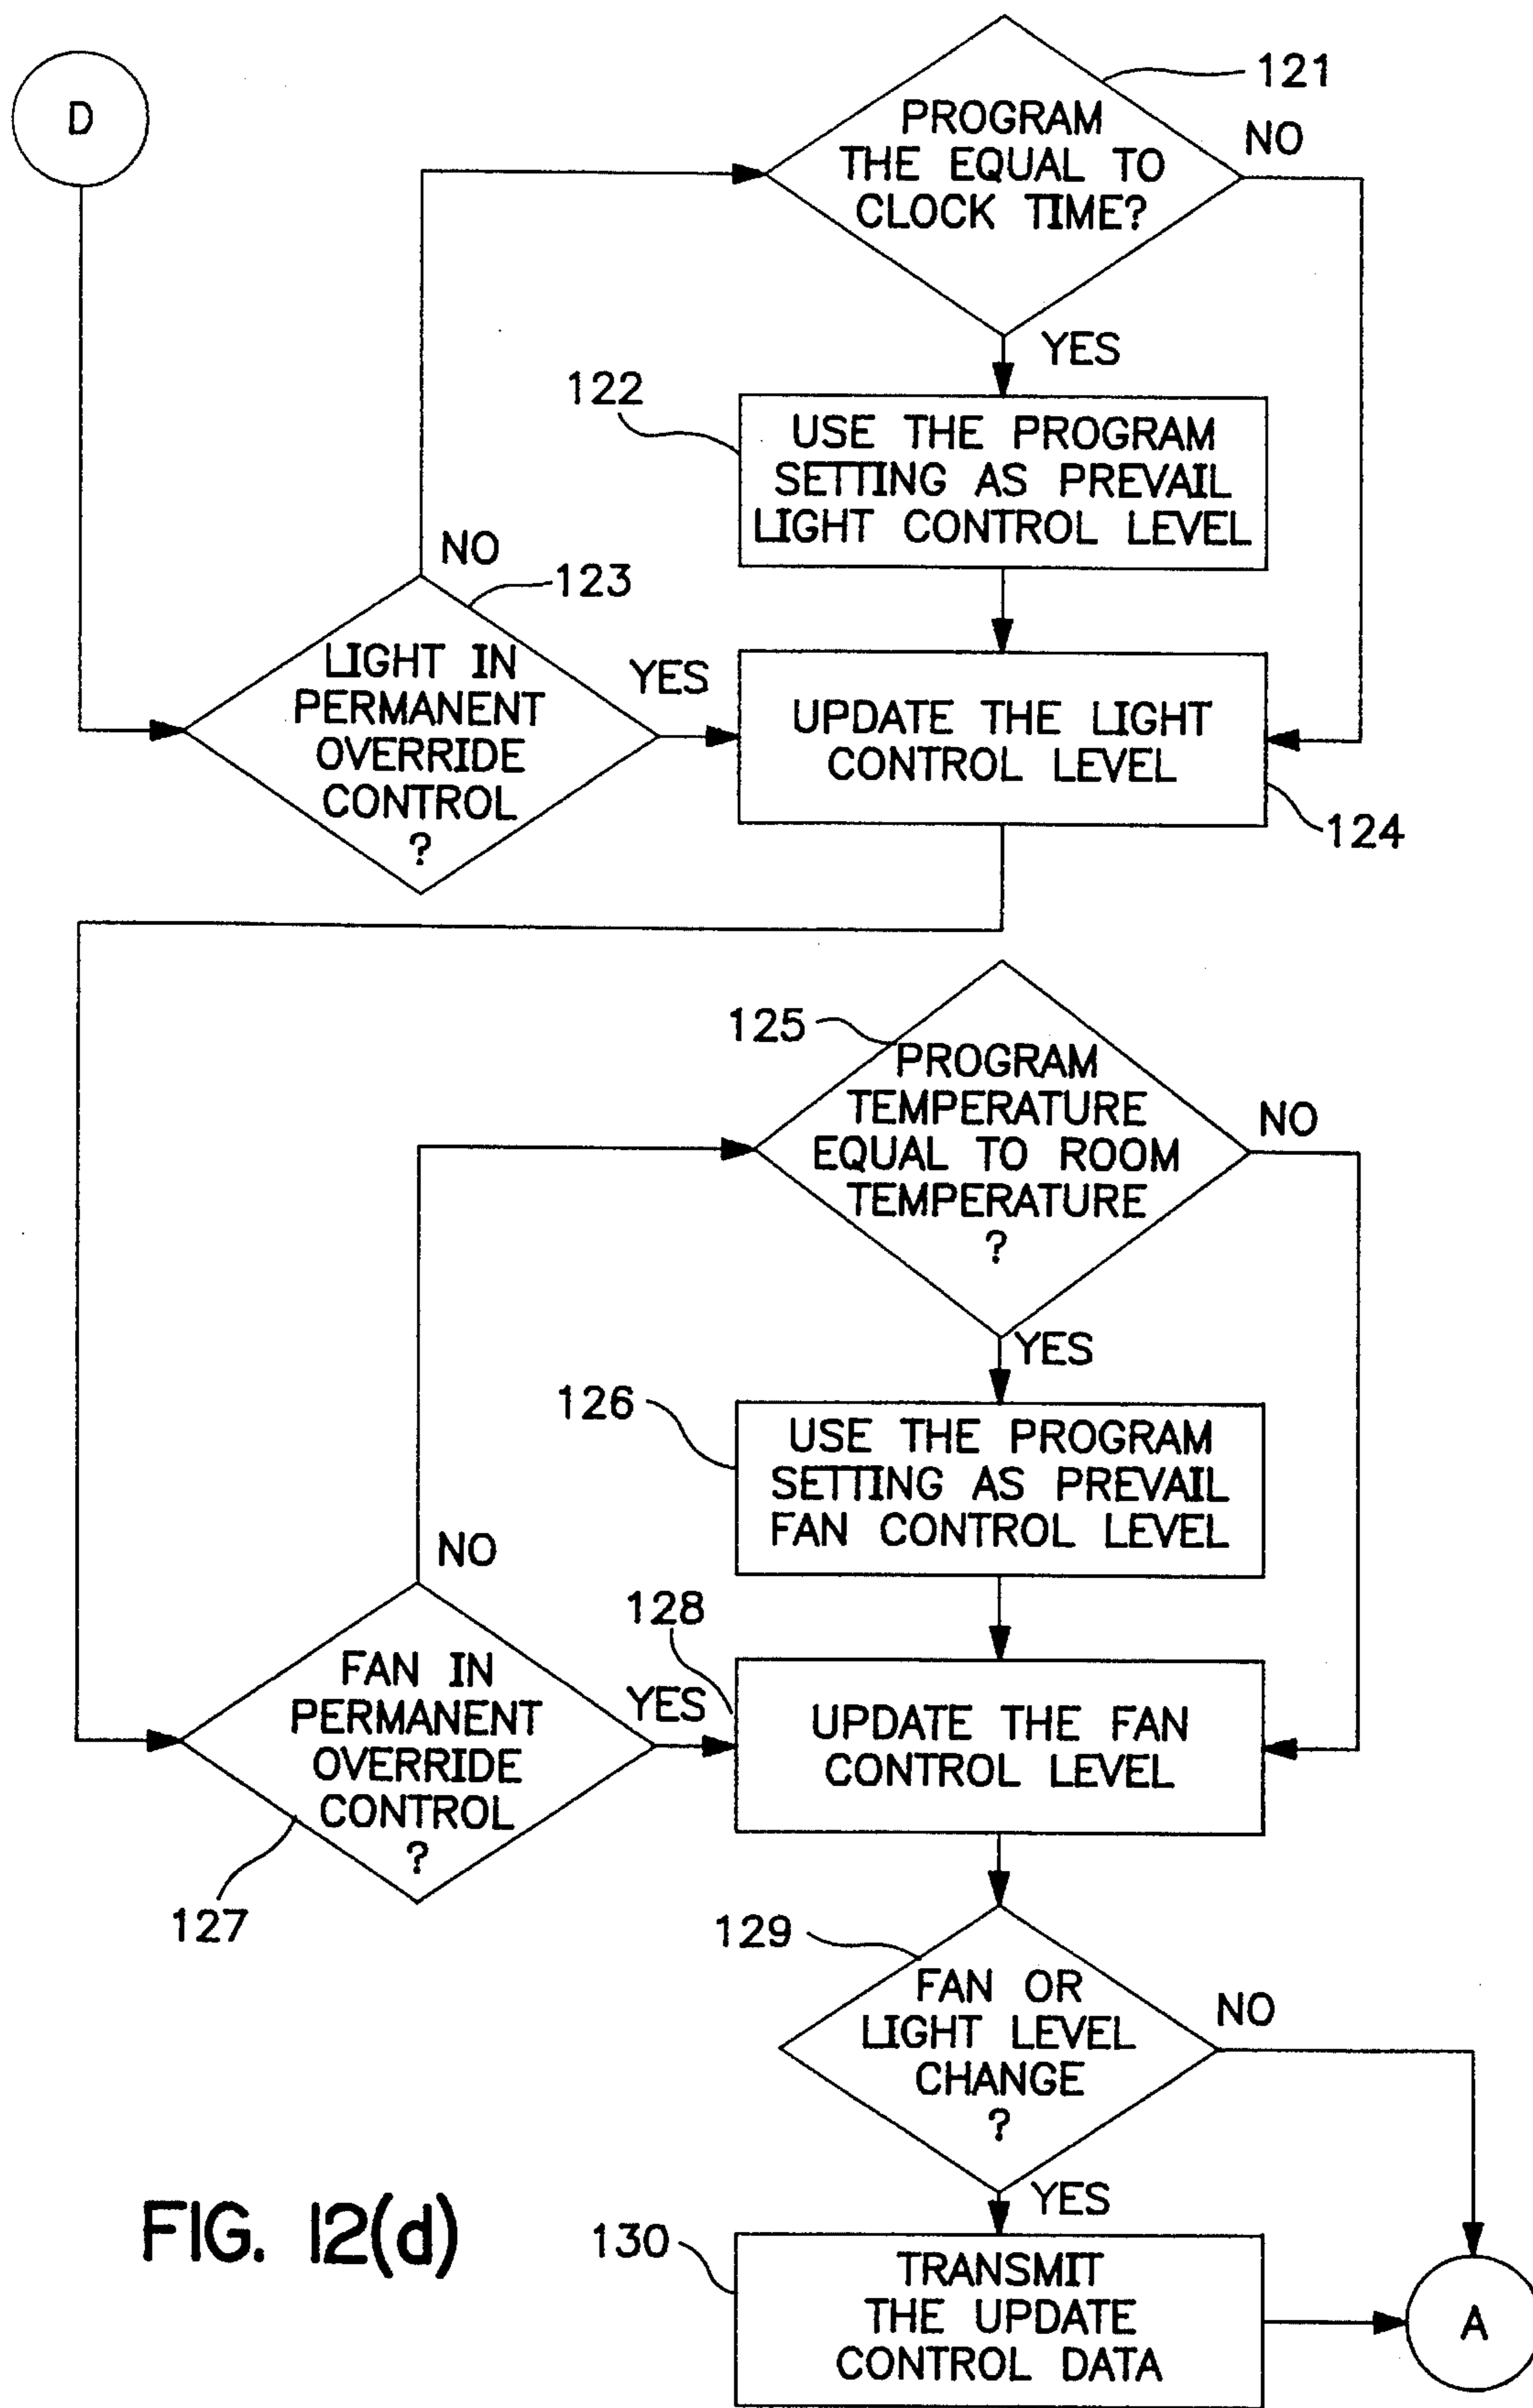 D
121
PROGRAM
THE EQUAL TO
CLOCK TIME?
NO
YES
122
USE THE PROGRAM
SETTING AS PREVAIL
LIGHT CONTROL LEVEL
NO
123
LIGHT IN
PERMANENT
OVERRIDE
CONTROL
?
YES
UPDATE THE LIGHT
CONTROL LEVEL
124
125
PROGRAM
TEMPERATURE
EQUAL TO ROOM
TEMPERATURE
?
NO
YES
126
USE THE PROGRAM
SETTING AS PREVAIL
FAN CONTROL LEVEL
NO
FAN IN
PERMANENT
OVERRIDE
CONTROL
?
127
YES
128
UPDATE THE FAN
CONTROL LEVEL
129
FAN OR
LIGHT LEVEL
CHANGE
?
NO
YES
130
TRANSMIT
THE UPDATE
CONTROL DATA
A
FIG. 12(d)